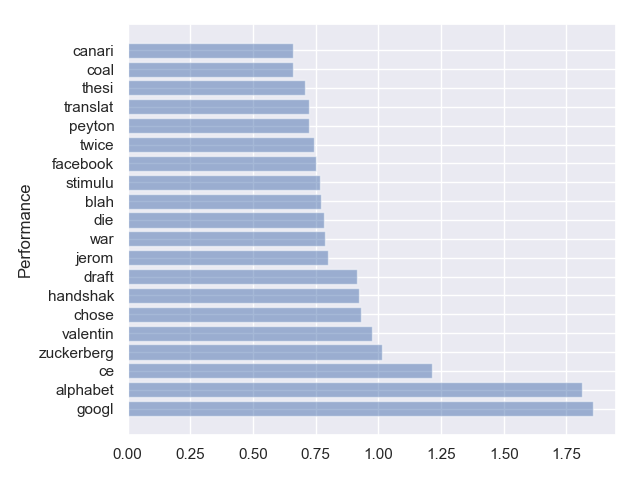 canari
coal
thesi
translat
peyton
twice
facebook
stimulu
blah
die
war
jerom
draft
handshak
chose
valentin
zuckerberg
ce
alphabet
googl
Performance
0.00 0.25 0.50 0.75 1.00 1.25 1.50 1.75